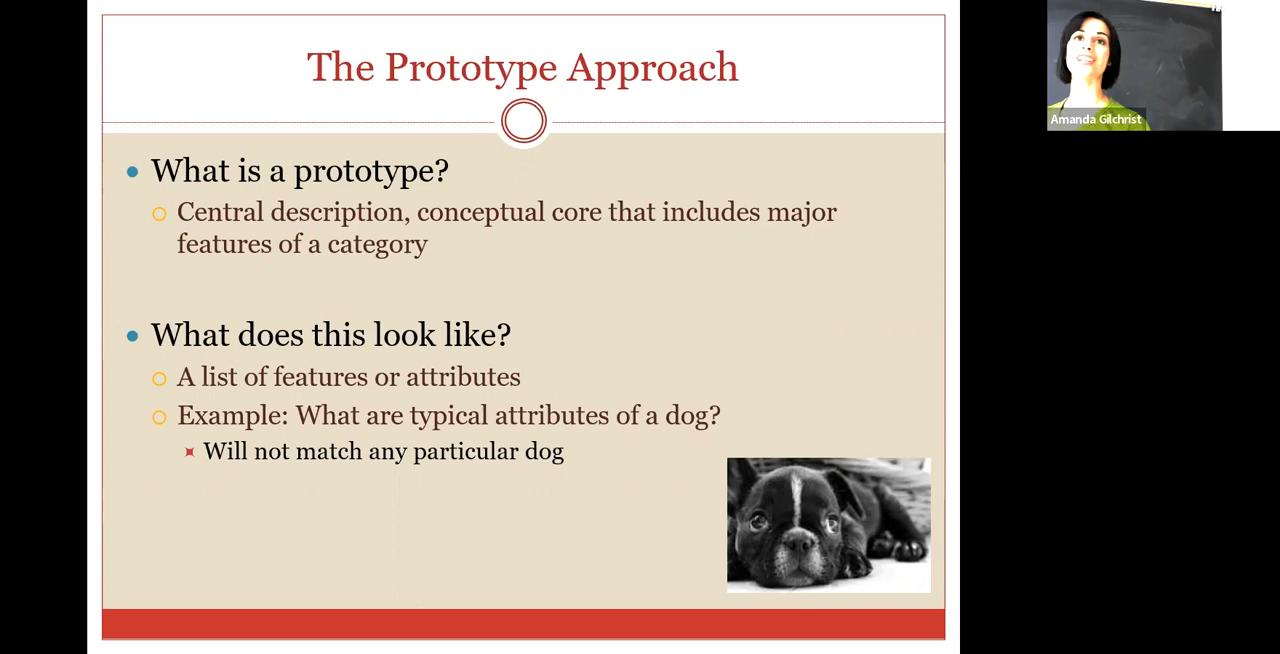 The Prototype Approach
What is a prototype?
Central description, conceptual core that includes major
features of a category
What does this look like?
A list of features or attributes
Example: What are typical attributes of a dog?
Will not match any particular dog
Amanda Gilchrist